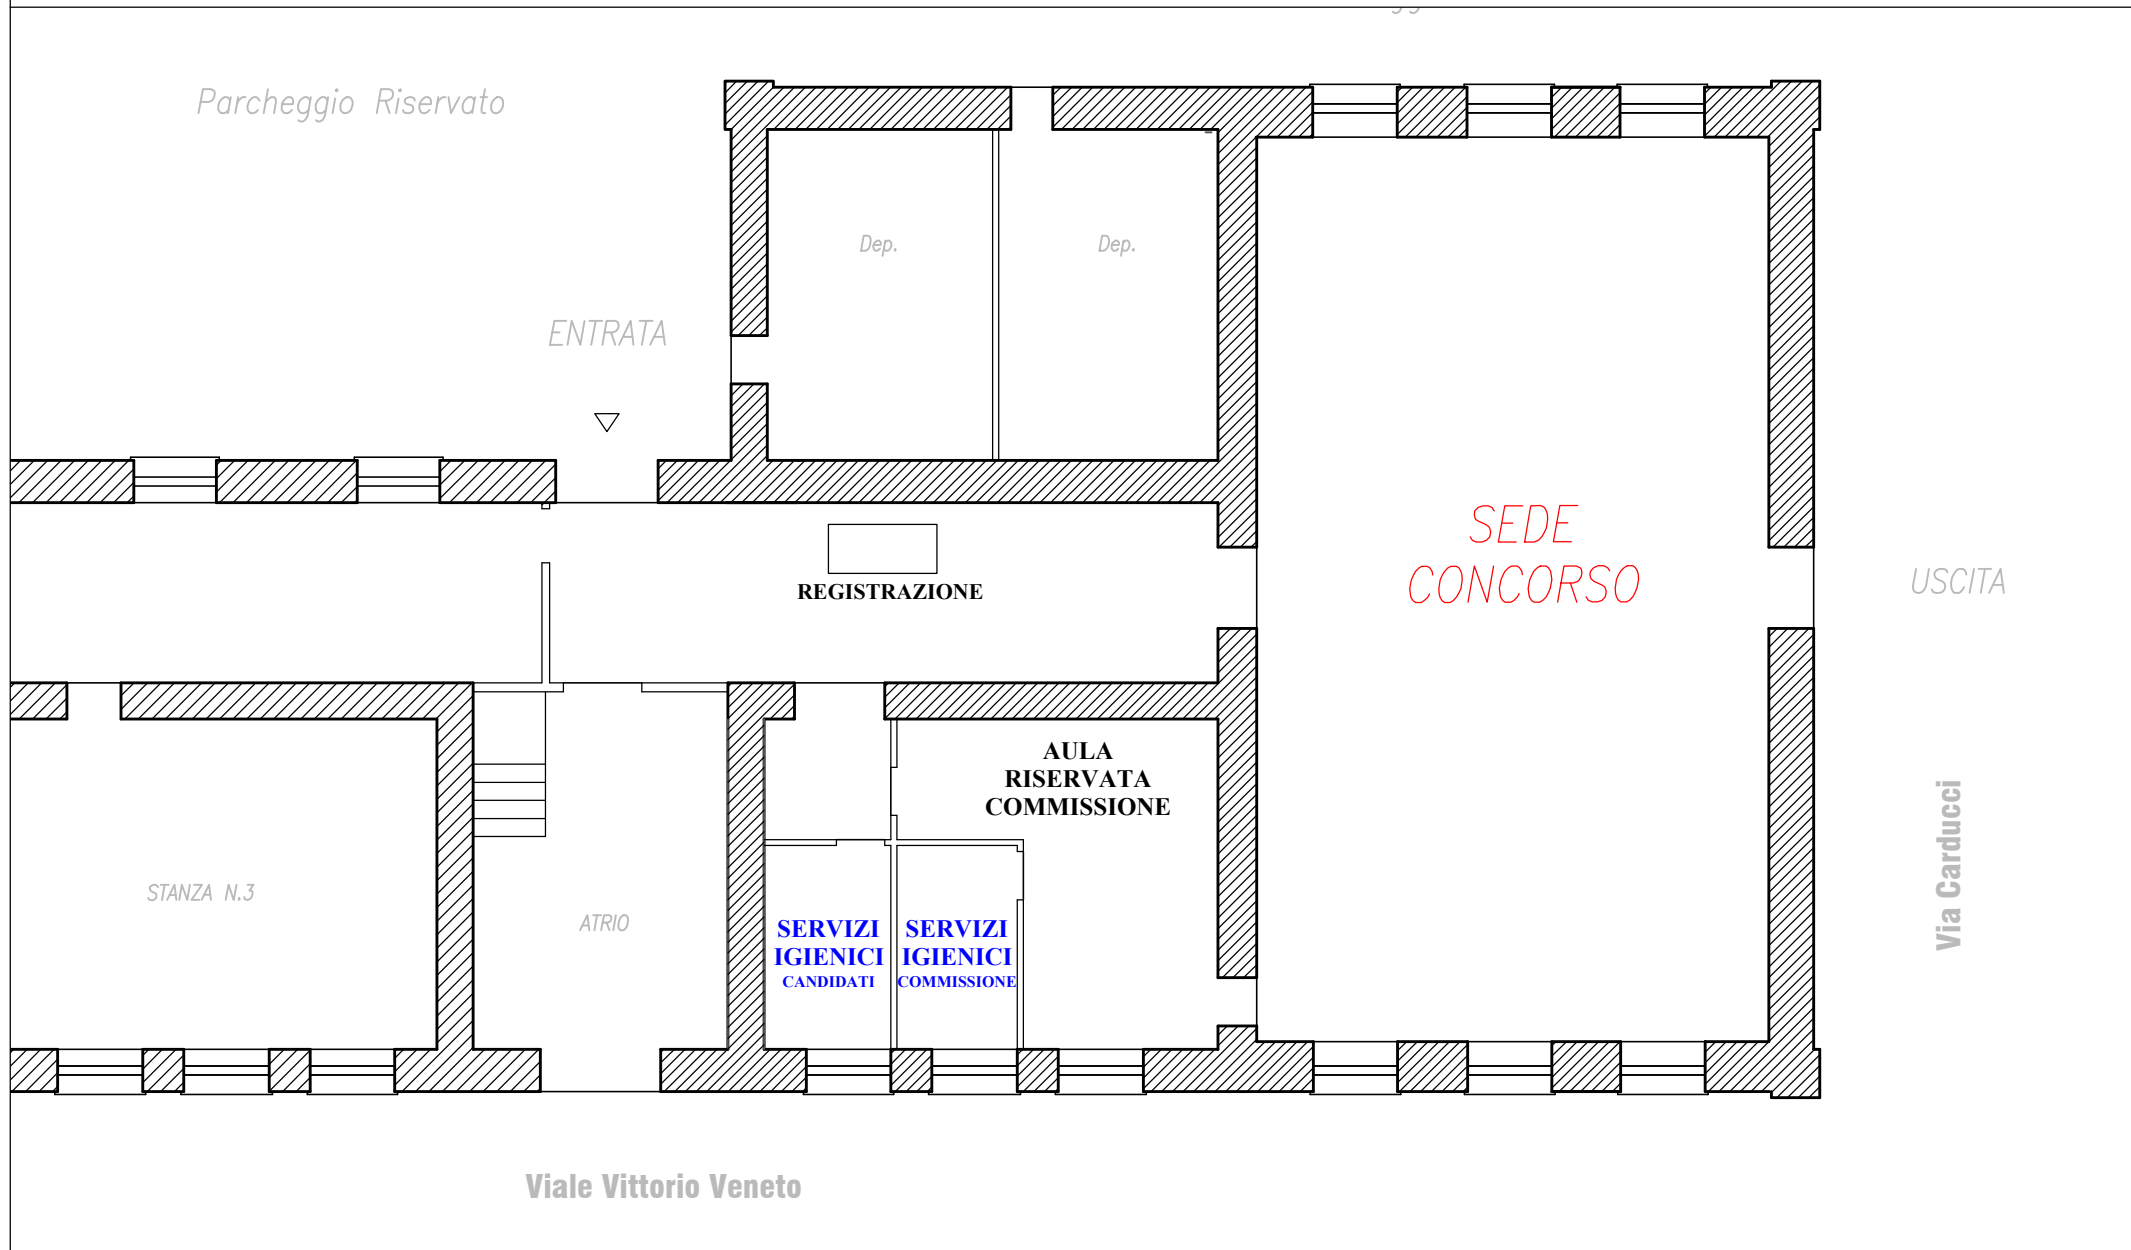 Parcheggio Riservato
Dep.
Dep.
ENTRATA
SEDE
CONCORSO
USCITA
REGISTRAZIONE
AULA
RISERVATA
COMMISSIONE
Via Carducci
STANZA N.3
ATRIO
SERVIZI
IGIENICI
CANDIDATI
SERVIZI
IGIENICI
COMMISSIONE
Viale Vittorio Veneto